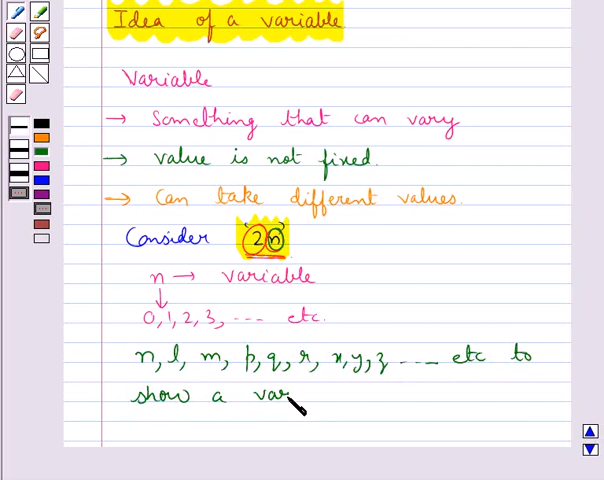 Idea of a variable
Variable
→ Something that can vary
→ value is not fixed.
→ Can take different values.
Consider 2n
n → variable
↓
0, 1, 2, 3, ---- etc.
n, l, m, p, q, r, x, y, z ---- etc to
show a var